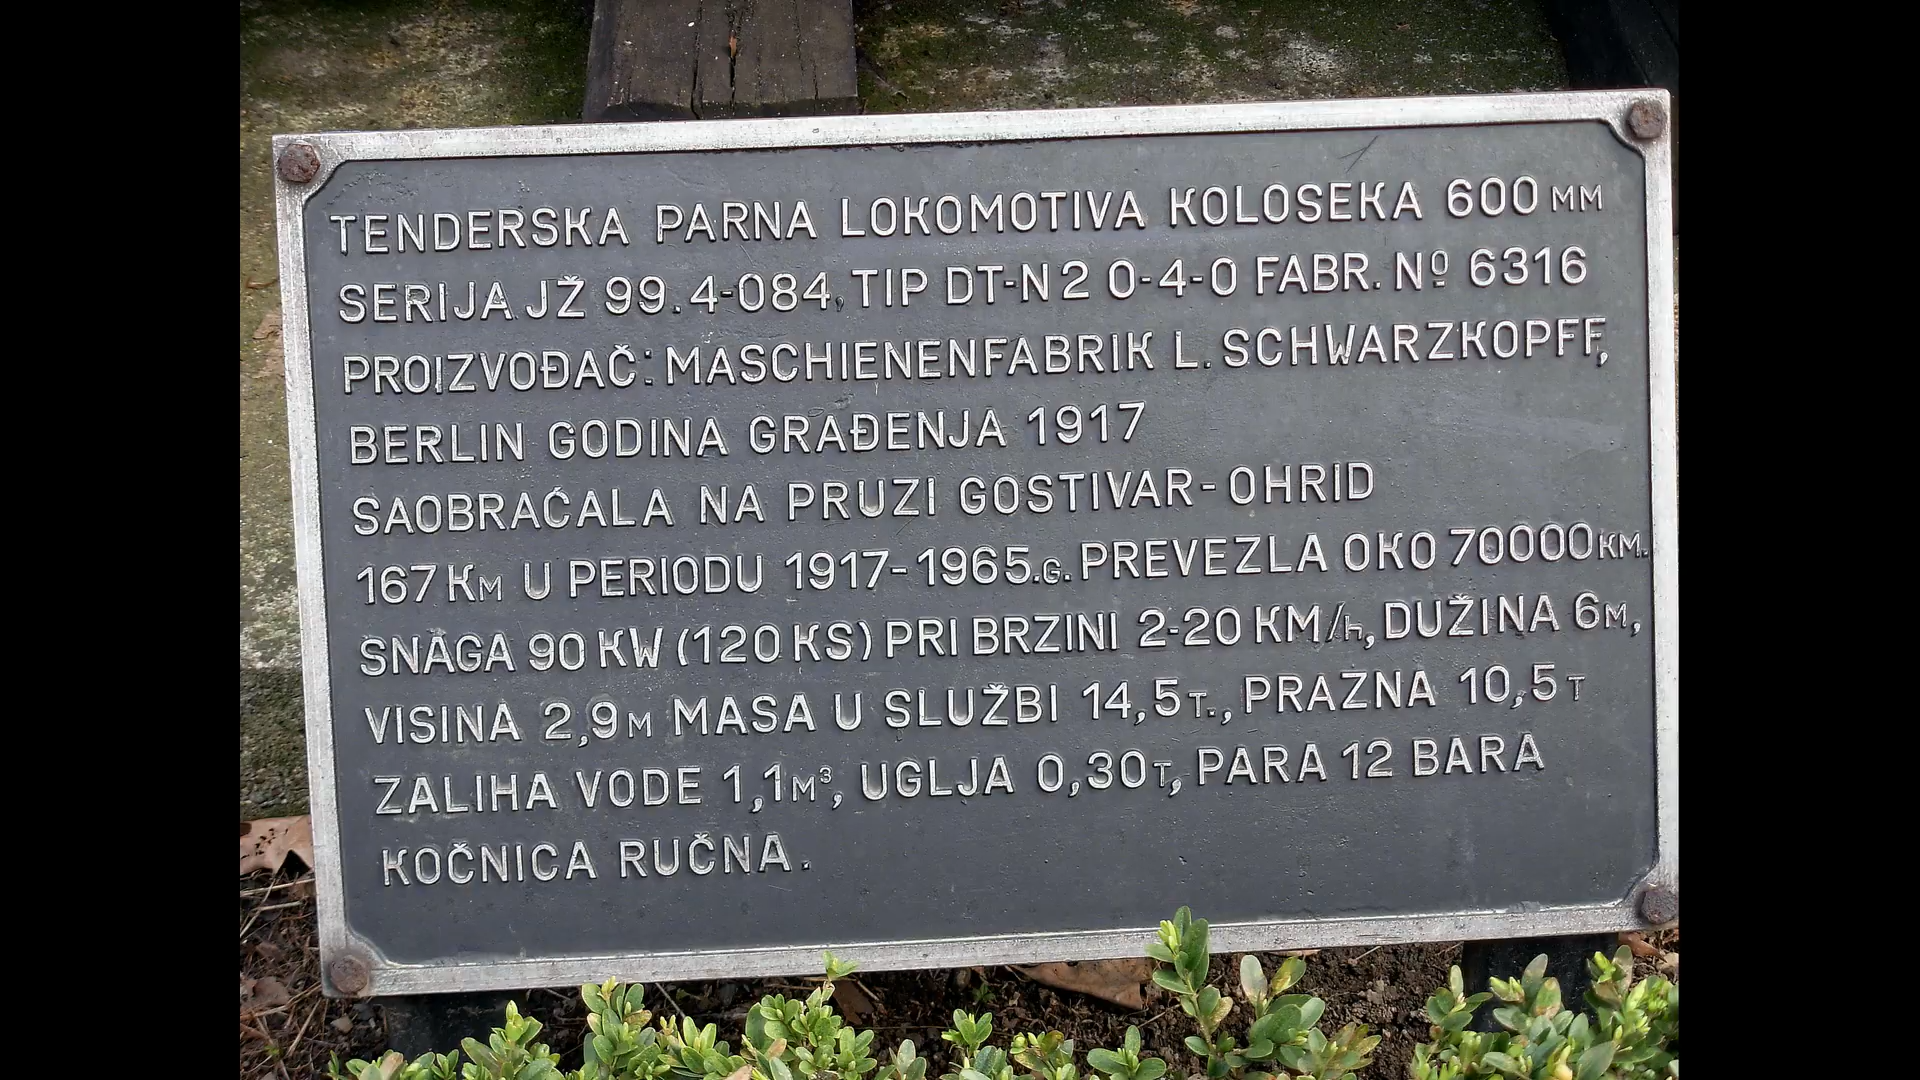 TENDERSKA PARNA LOKOMOTIVA KOLOSEKA 600 MM
SERIJA JŽ 99.4-084, TIP DT-N2 0-4-0 FABR. Nº 6316
PROIZVOĐAČ: MASCHIENENFABRIK L. SCHWARZKOPFF,
BERLIN GODINA GRAĐENJA 1917
SAOBRAĆALA NA PRUZI GOSTIVAR-OHRID
167 KM U PERIODU 1917-1965.G. PREVEZLA OKO 70000 KM.
SNAGA 90 KW (120 KS) PRI BRZINI 2-20 KM/h, DUŽINA 6M,
VISINA 2,9M MASA U SLUŽBI 14,5T., PRAZNA 10,5T
ZALIHA VODE 1,1M³, UGLJA 0,30T, PARA 12 BARA
KOČNICA RUČNA.